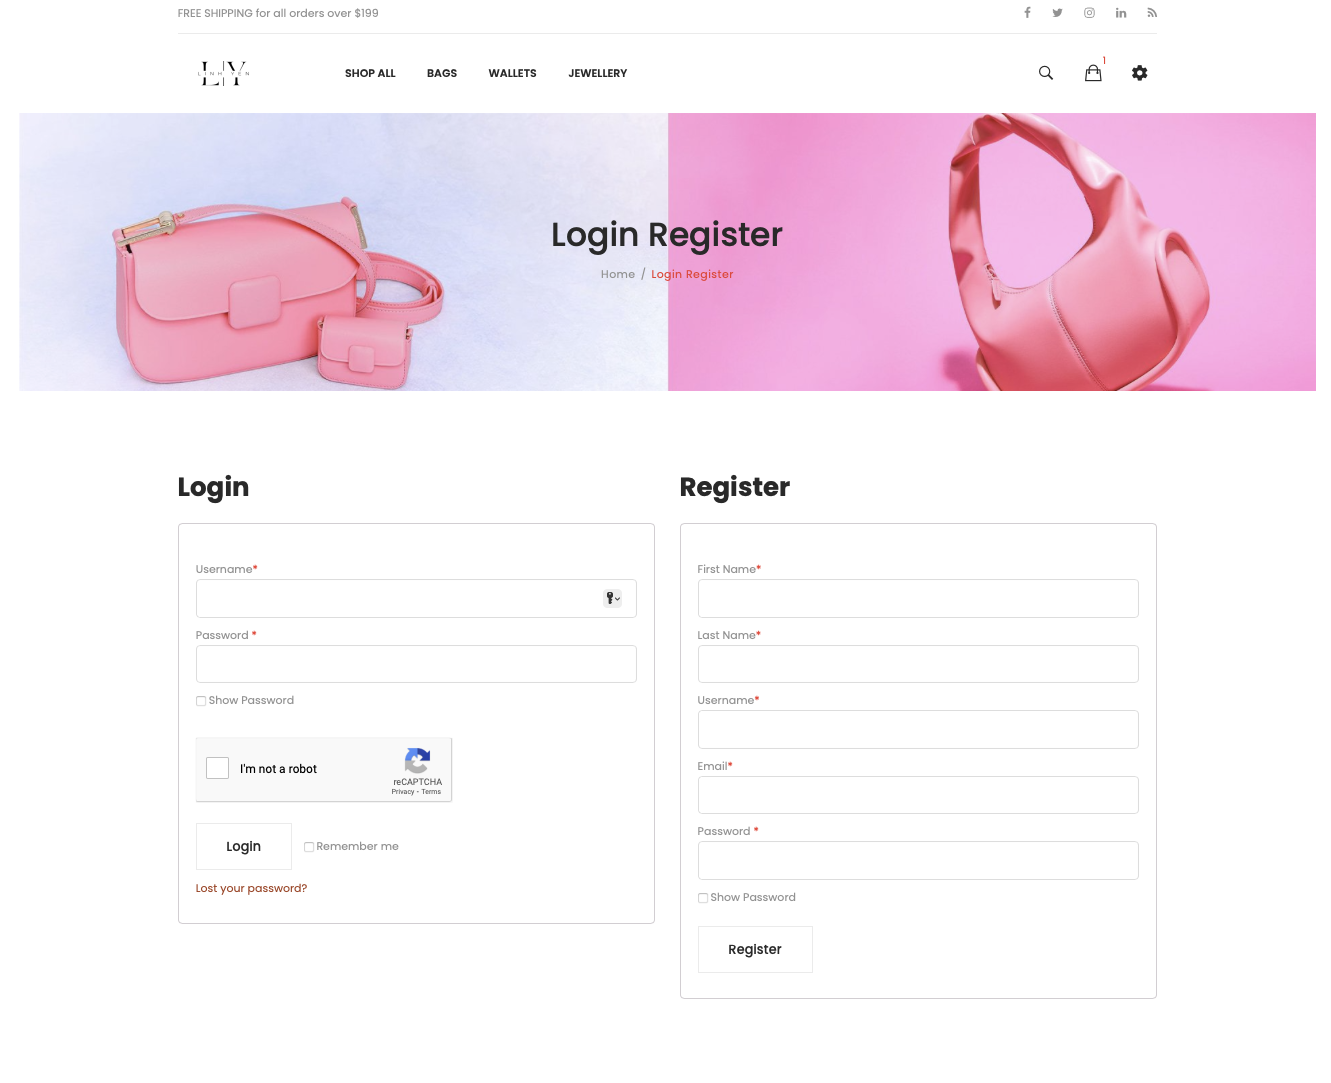 FREE SHIPPING for all orders over $199
L|Y
LINH YEN
SHOP ALL BAGS WALLETS JEWELLERY
1
Login Register
Home / Login Register
Login
Username*
Password *
Show Password
I'm not a robot
reCAPTCHA
Privacy - Terms
Login
Remember me
Lost your password?
Register
First Name*
Last Name*
Username*
Email*
Password *
Show Password
Register